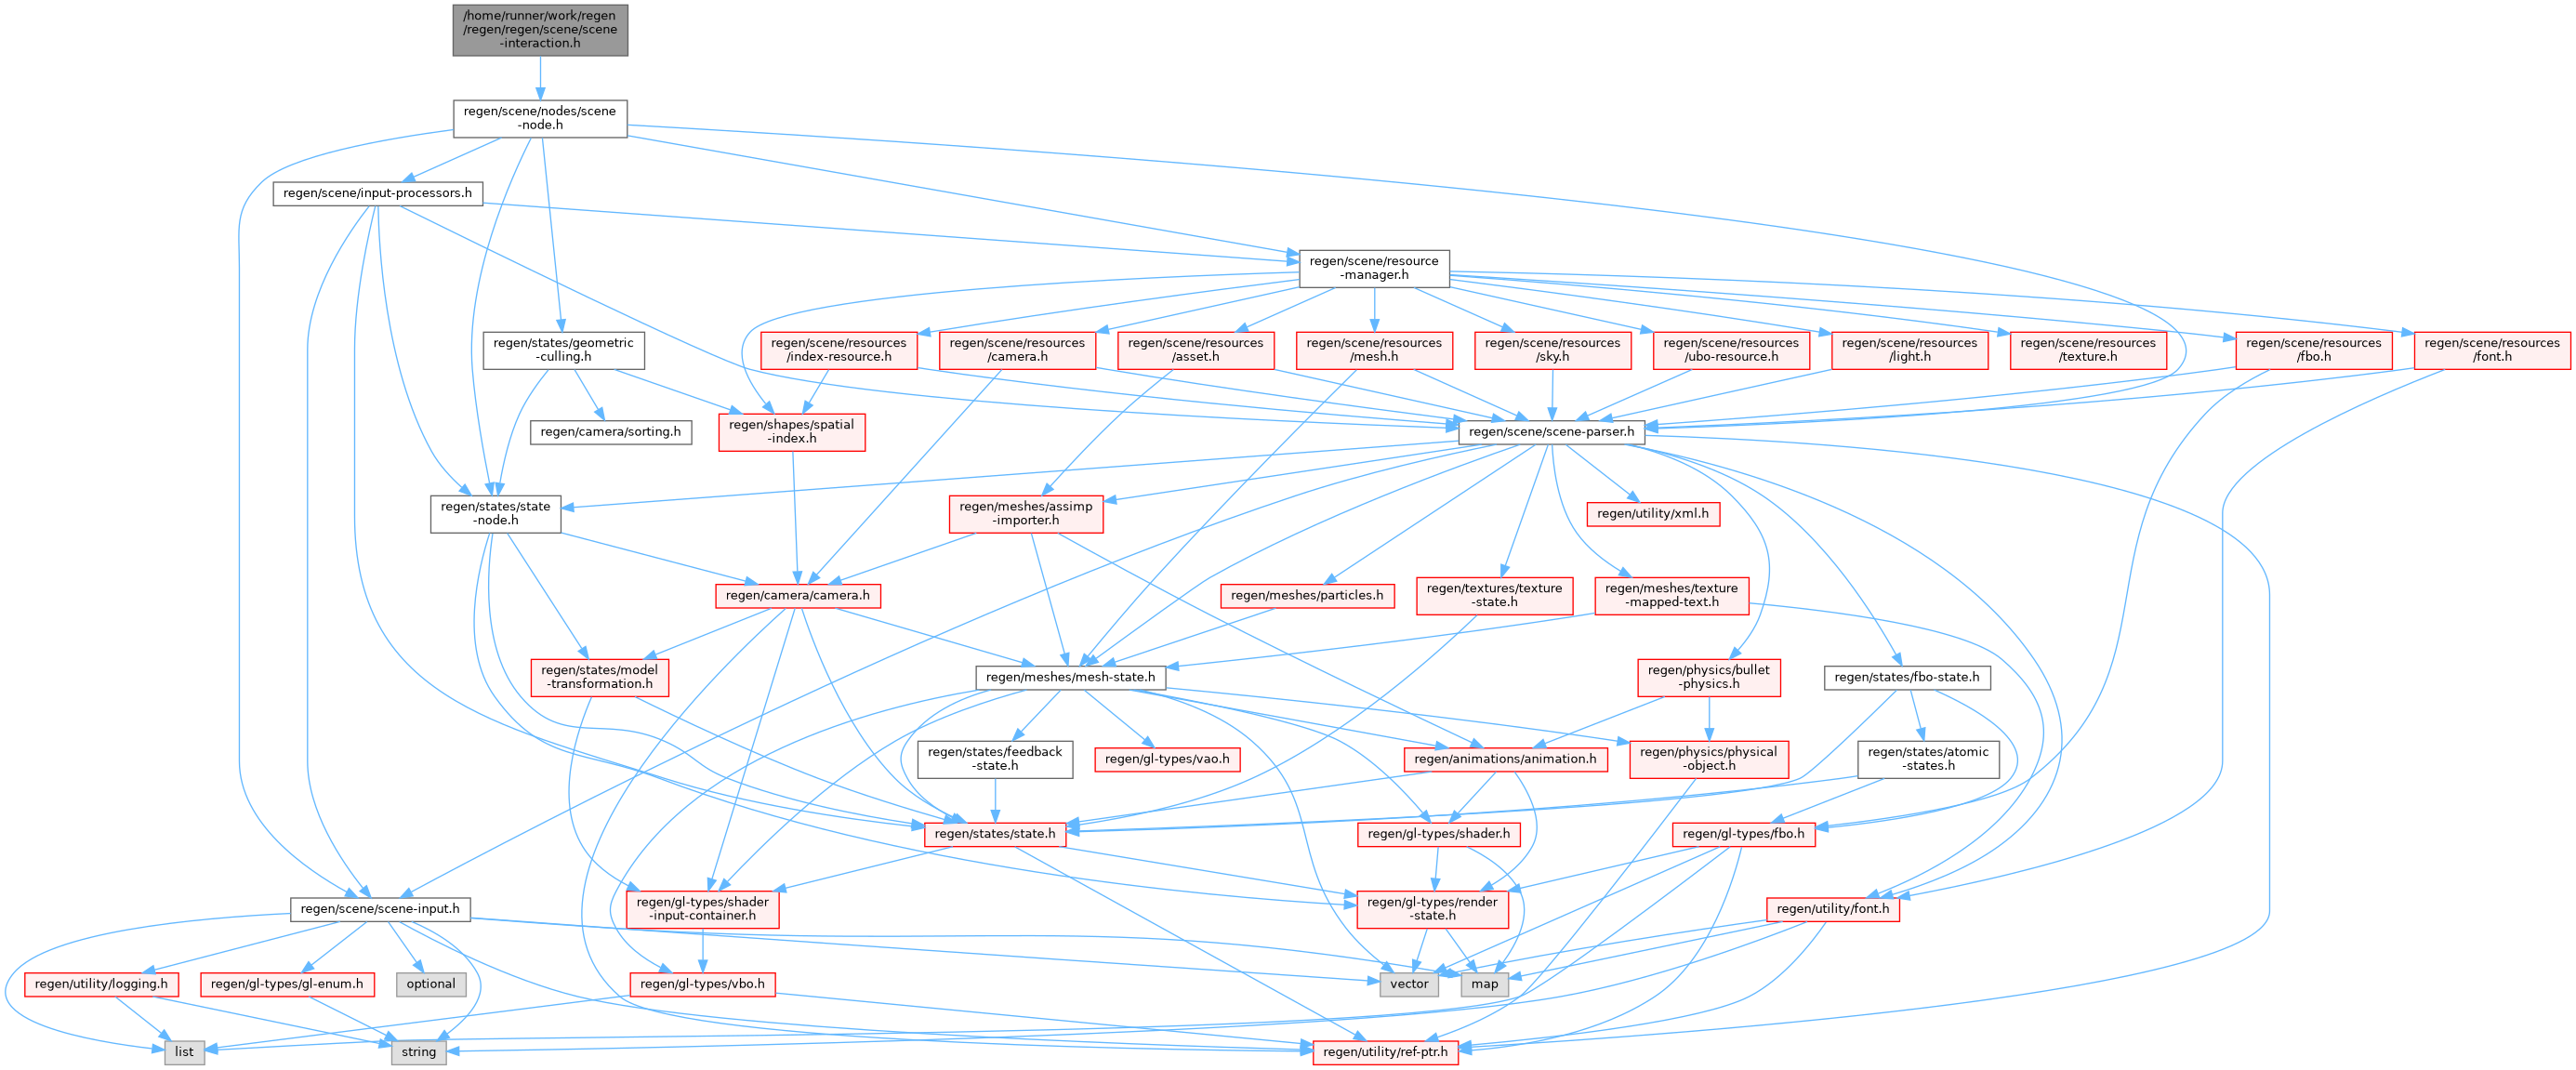 /home/runner/work/regen
/regen/regen/scene/scene
-interaction.h
regen/scene/nodes/scene
-node.h
regen/scene/input-processors.h
regen/scene/resource
-manager.h
regen/states/geometric
-culling.h
regen/scene/resources
/index-resource.h
regen/scene/resources
/camera.h
regen/scene/resources
/asset.h
regen/scene/resources
/mesh.h
regen/scene/resources
/sky.h
regen/scene/resources
/ubo-resource.h
regen/scene/resources
/light.h
regen/scene/resources
/texture.h
regen/scene/resources
/fbo.h
regen/scene/resources
/font.h
regen/camera/sorting.h
regen/shapes/spatial
-index.h
regen/scene/scene-parser.h
regen/states/state
-node.h
regen/meshes/assimp
-importer.h
regen/utility/xml.h
regen/camera/camera.h
regen/meshes/particles.h
regen/textures/texture
-state.h
regen/meshes/texture
-mapped-text.h
regen/states/model
-transformation.h
regen/meshes/mesh-state.h
regen/physics/bullet
-physics.h
regen/states/fbo-state.h
regen/states/feedback
-state.h
regen/gl-types/vao.h
regen/animations/animation.h
regen/physics/physical
-object.h
regen/states/atomic
-states.h
regen/states/state.h
regen/gl-types/shader.h
regen/gl-types/fbo.h
regen/scene/scene-input.h
regen/gl-types/shader
-input-container.h
regen/gl-types/render
-state.h
regen/utility/font.h
regen/utility/logging.h
regen/gl-types/gl-enum.h
optional
regen/gl-types/vbo.h
vector
map
list
string
regen/utility/ref-ptr.h